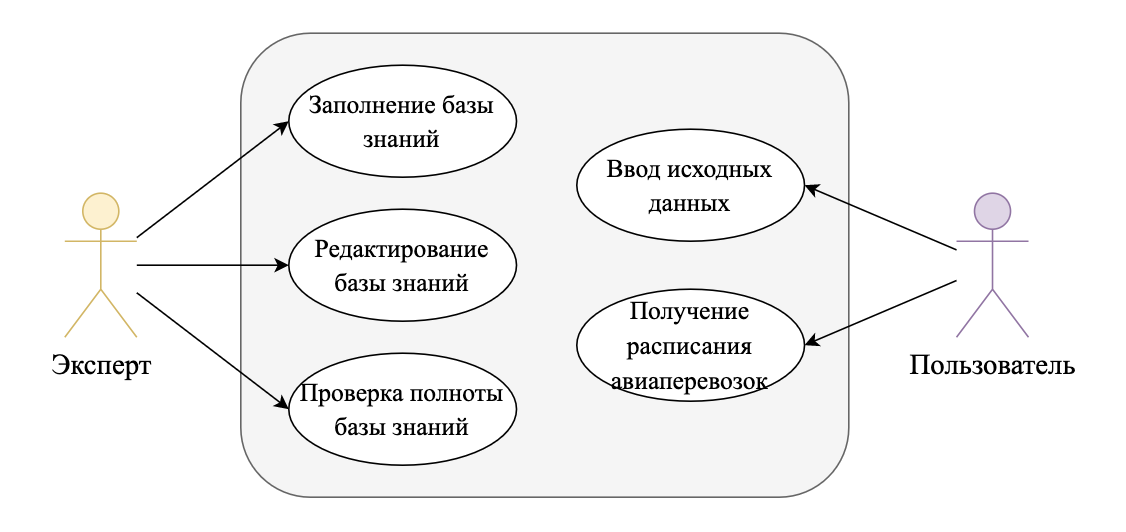 Заполнение базы
знаний
Ввод исходных
данных
Редактирование
базы знаний
Получение
расписания
авиаперевозок
Эксперт
Пользователь
Проверка полноты
базы знаний